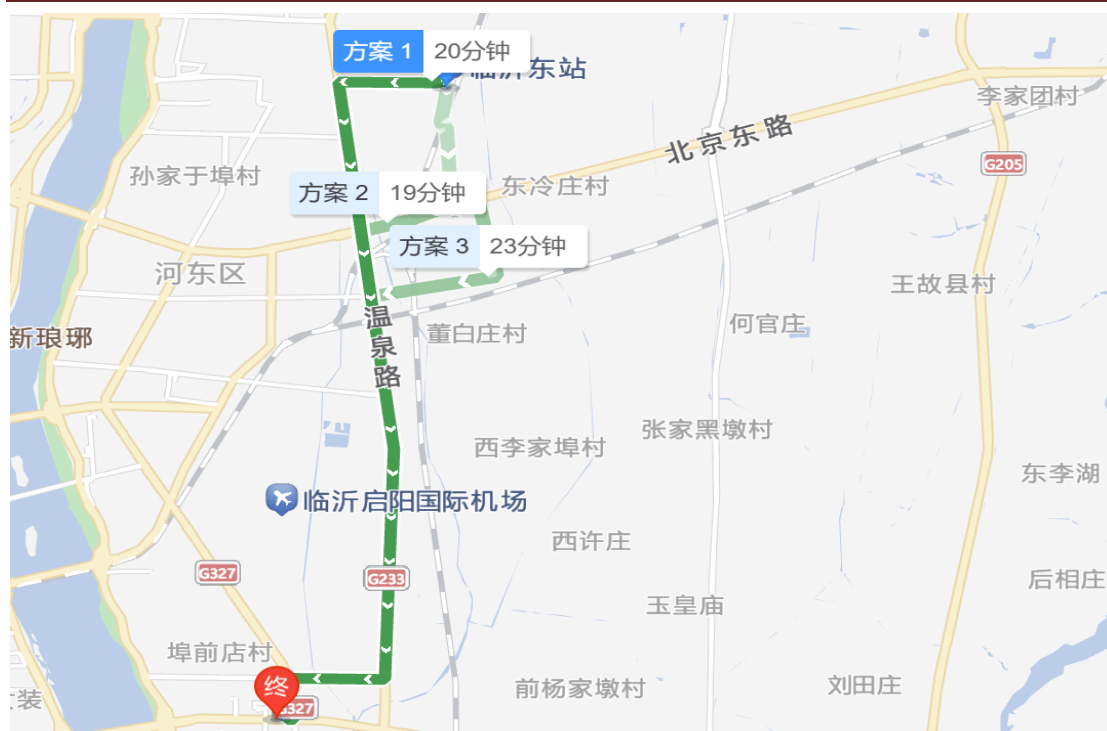 方案 1 20分钟
临沂东站
李家团村
北京东路
G205
孙家于埠村
方案 2 19分钟
东冷庄村
方案 3 23分钟
河东区
王故县村
温泉路
何官庄
新琅琊
董白庄村
张家黑墩村
西李家埠村
东李湖
临沂启阳国际机场
西许庄
G327
G233
后相庄
玉皇庙
埠前店村
终
前杨家墩村
刘田庄
装
G327